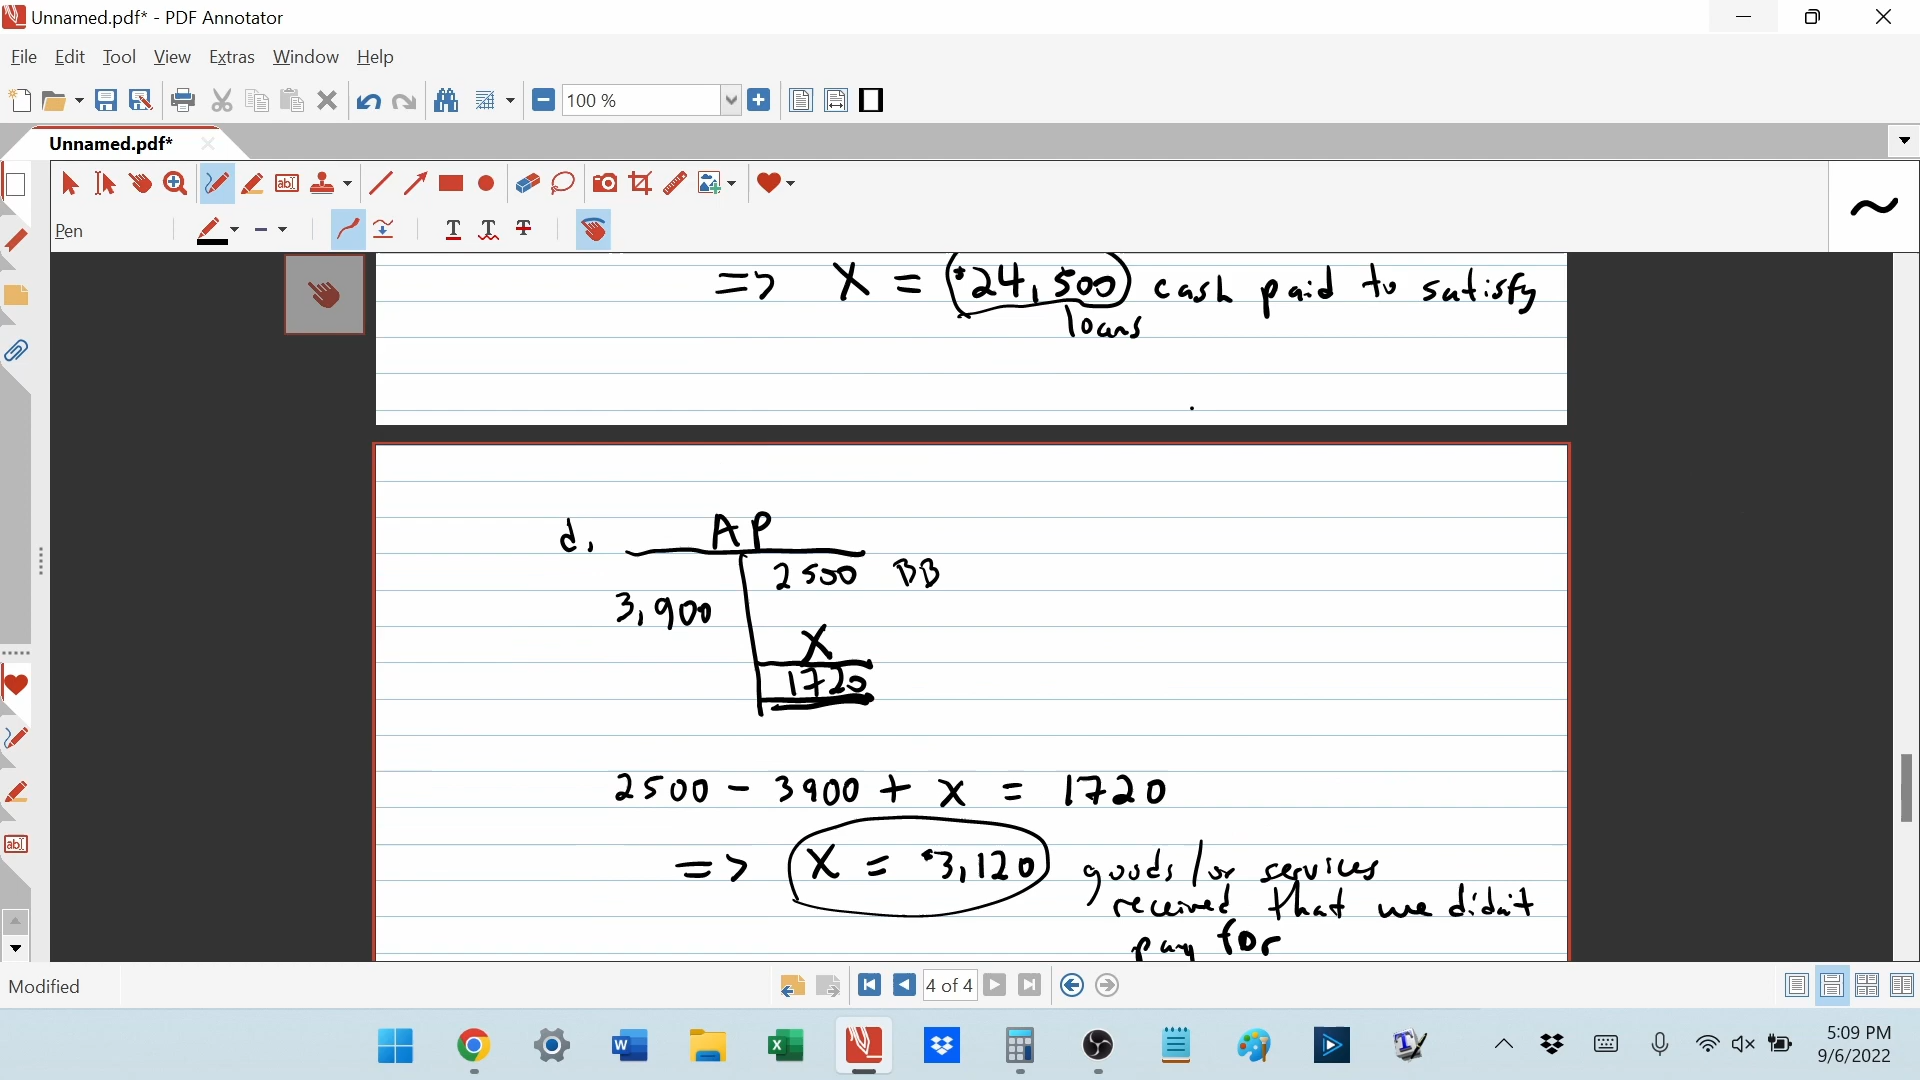 Unnamed.pdf* - PDF Annotator
File Edit Tool View Extras Window Help
100 %
Unnamed.pdf*
Pen
=> X = $24,500 cash paid to satisfy
loans
d. AP
2500 BB
3,900
X
1720
2500 - 3900 + x = 1720
=> X = $3,120 goods / or services
received that we didn't
pay for
Modified
4 of 4
5:09 PM
9/6/2022